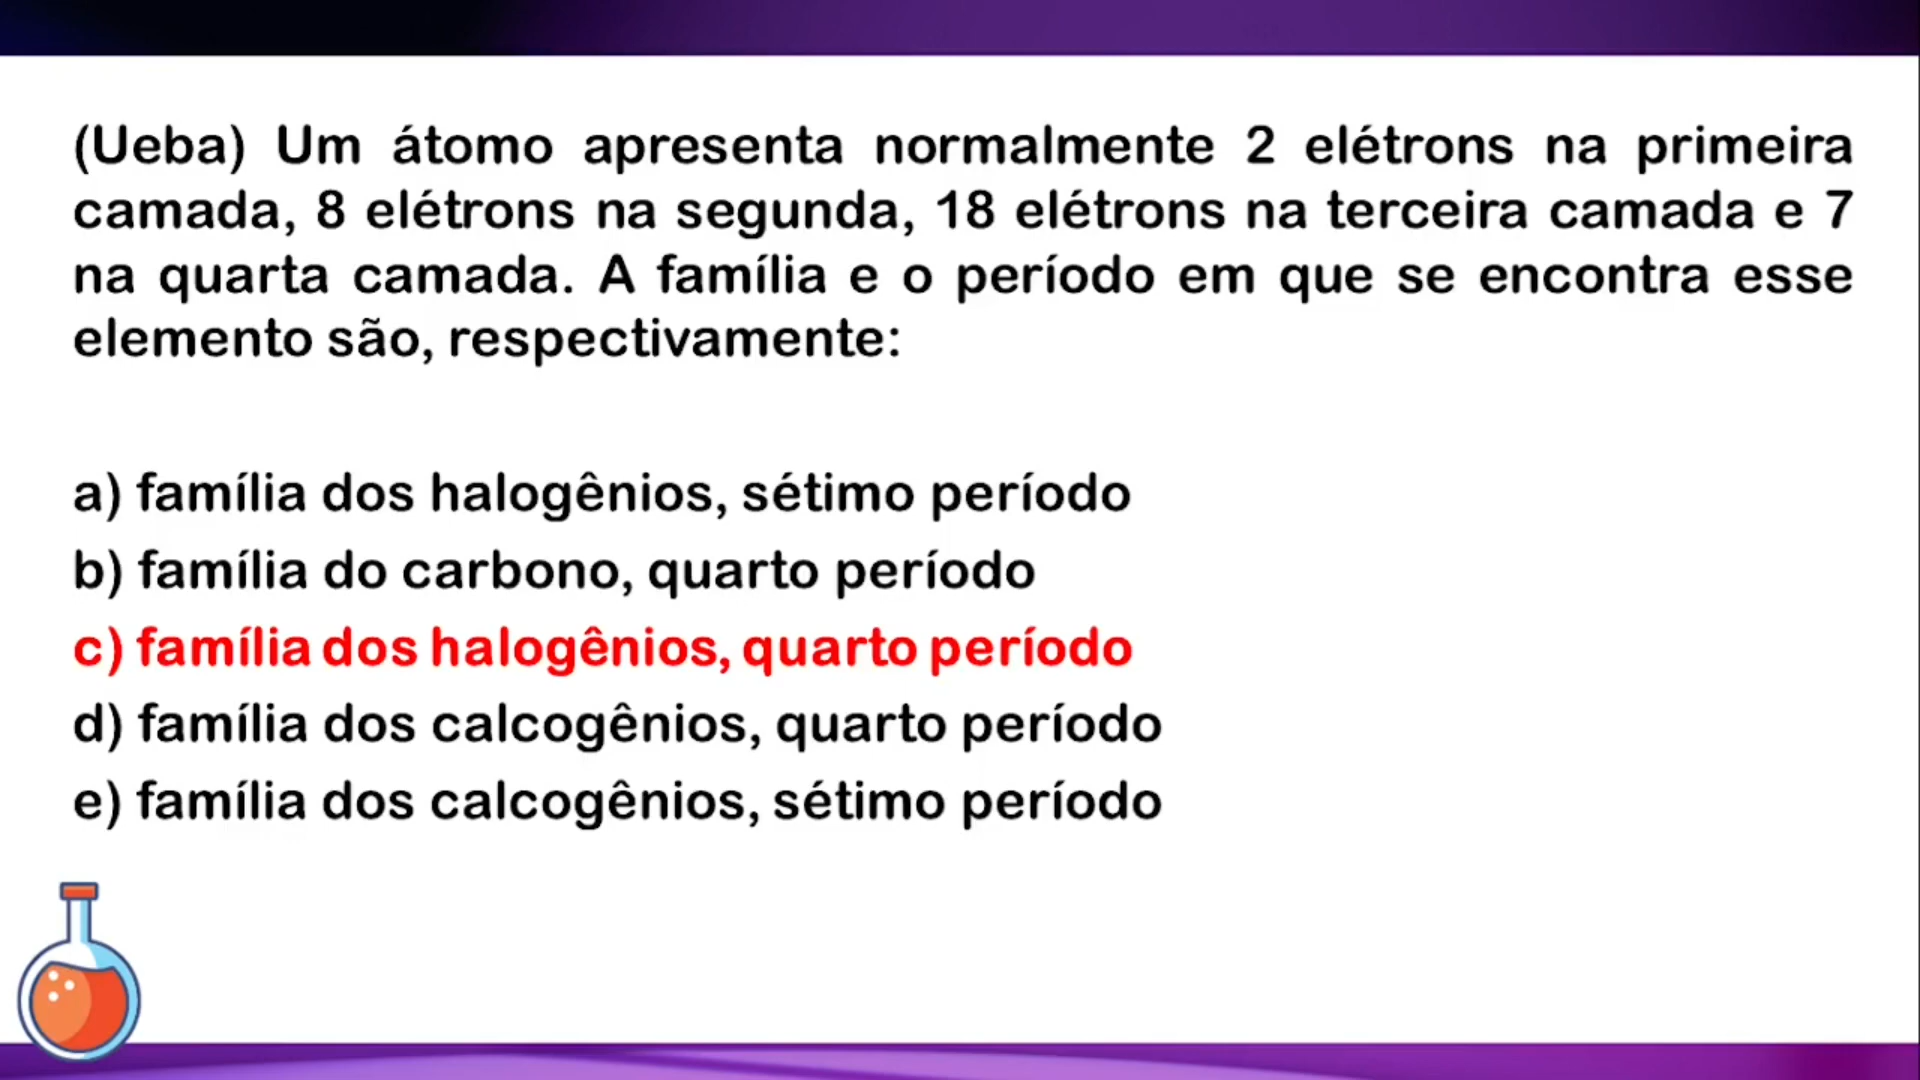 (Ueba) Um átomo apresenta normalmente 2 elétrons na primeira
camada, 8 elétrons na segunda, 18 elétrons na terceira camada e 7
na quarta camada. A família e o período em que se encontra esse
elemento são, respectivamente:
a) família dos halogênios, sétimo período
b) família do carbono, quarto período
c) família dos halogênios, quarto período
d) família dos calcogênios, quarto período
e) família dos calcogênios, sétimo período